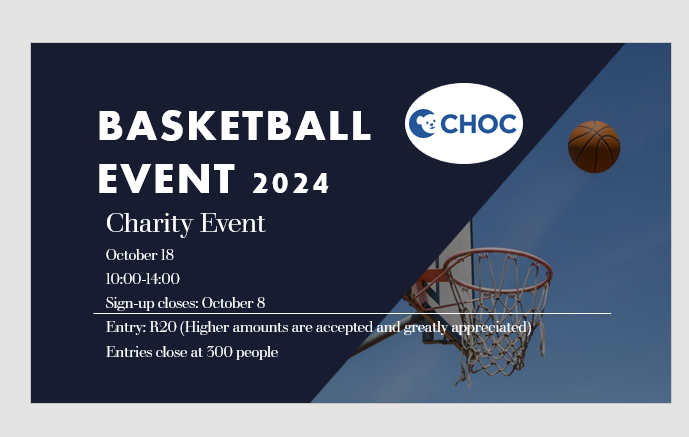 BASKETBALL
CHOC
EVENT 2024
Charity Event
October 18
10:00-14:00
Sign-up closes: October 8
Entry: R20 (Higher amounts are accepted and greatly appreciated)
Entries close at 300 people